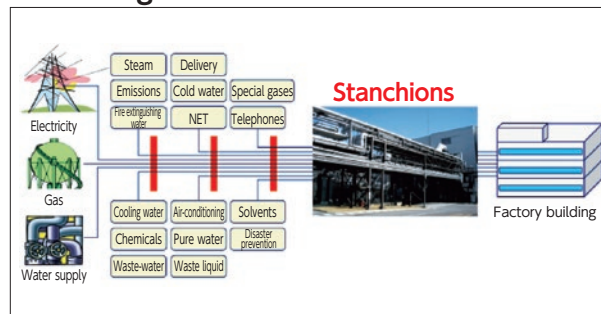 Steam
Delivery
Emissions
Cold water
Special gases
Fire extinguishing
water
NET
Telephones
Stanchions
Electricity
Gas
Water supply
Cooling water
Air-conditioning
Solvents
Chemicals
Pure water
Disaster
prevention
Waste-water
Waste liquid
Factory building